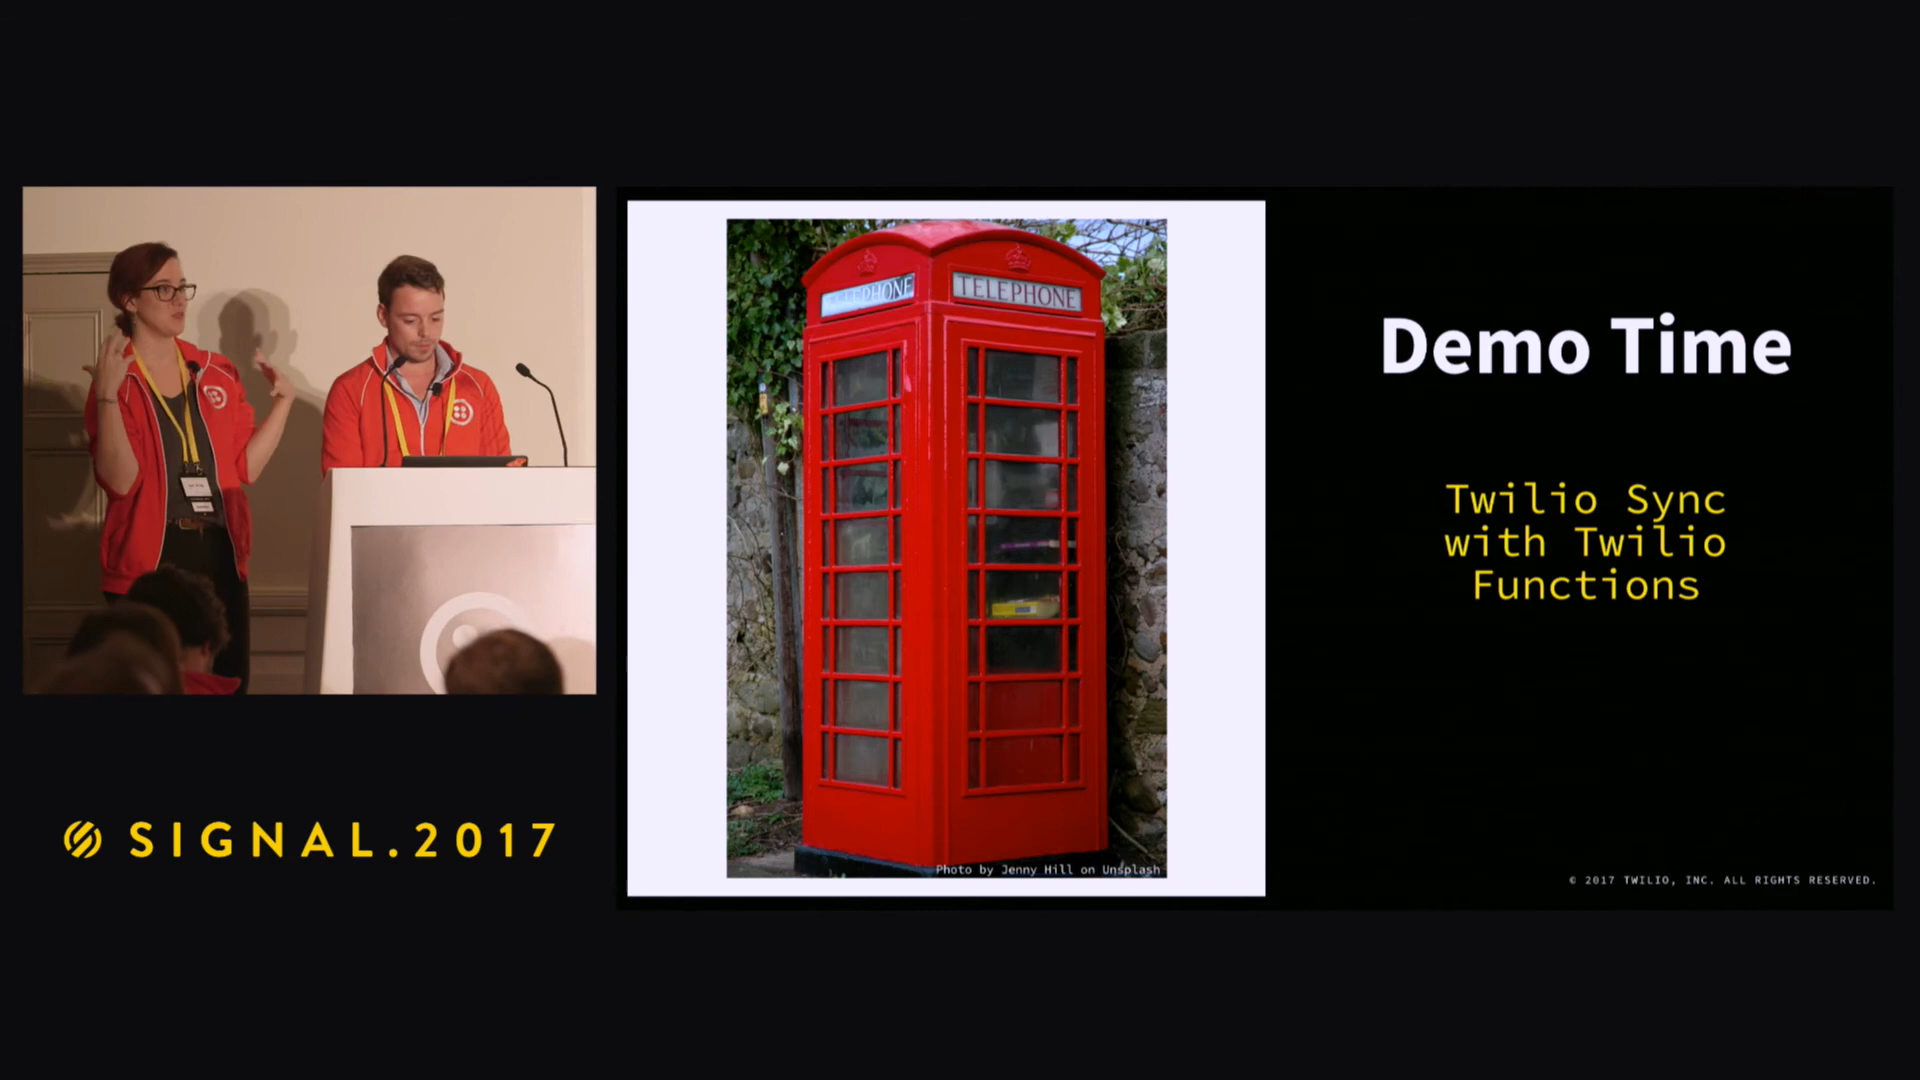 TELEPHONE
TELEPHONE
Photo by Jenny Hill on Unsplash
Demo Time
Twilio Sync
with Twilio
Functions
© 2017 TWILIO, INC. ALL RIGHTS RESERVED.
SIGNAL.2017